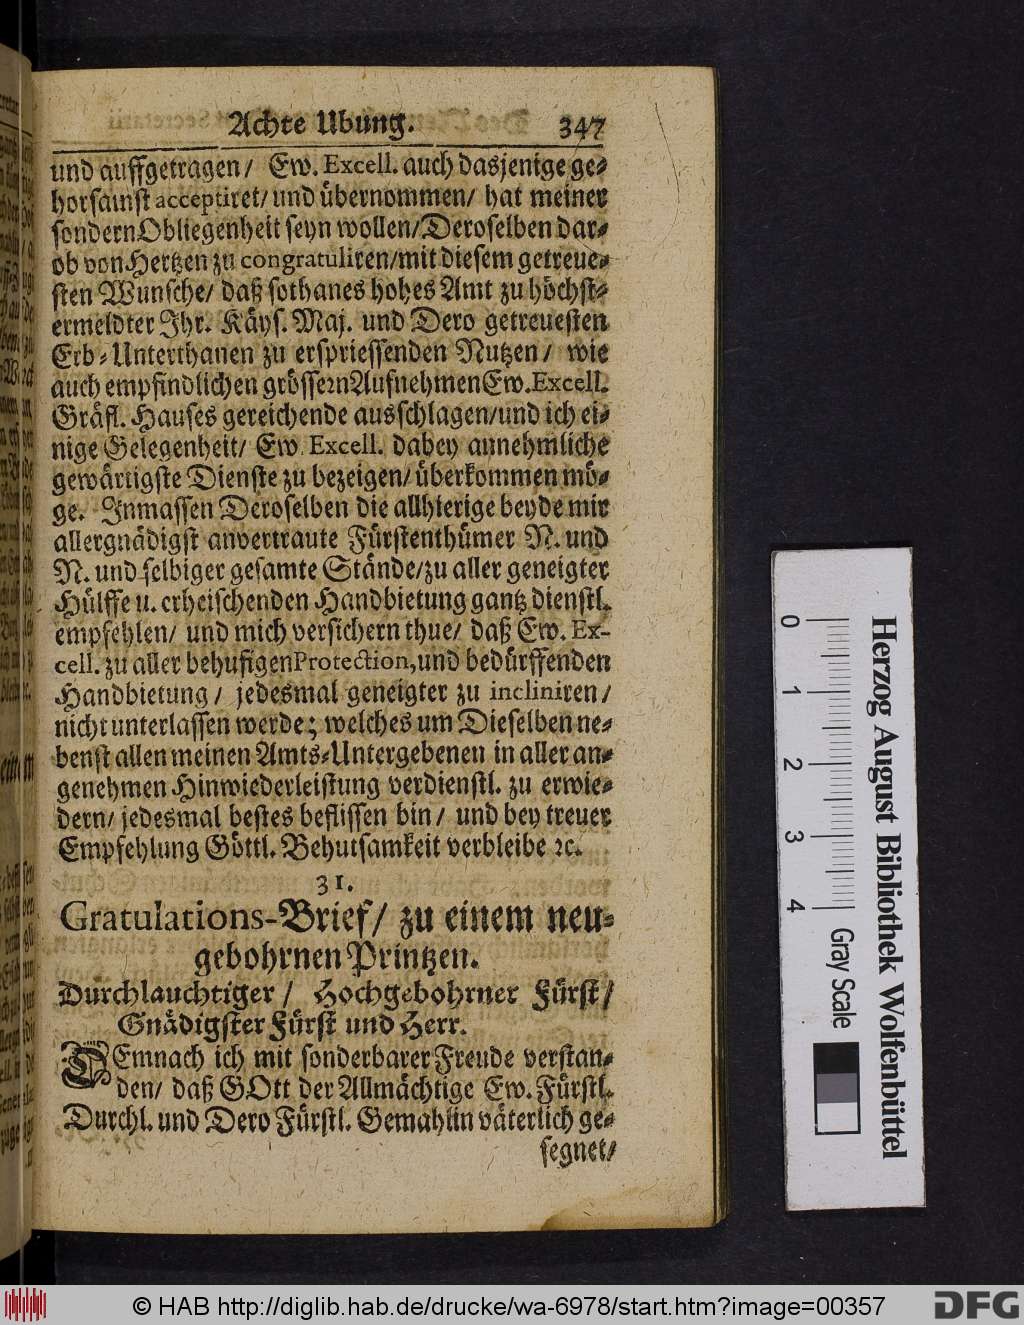 Achte Ubung. 347
und auffgetragen/ Ew. Excell. auch dasjenige ge-
horsamst acceptiret/ und übernommen/ hat meiner
sondern Obliegenheit seyn wollen/ Deroselben dar-
ob von Hertzen zu congratuliren/ mit diesem getreue-
sten Wunsche/ daß sothanes hohes Amt zu höchst-
ermeldter Ihr. Käys. Maj. und Dero getreuesten
Erb-Unterthanen zu erspriessenden Nutzen/ wie
auch empfindlichen grössern Aufnehmen Ew. Excell.
Gräfl. Hauses gereichende ausschlagen/ und ich ei-
nige Gelegenheit/ Ew. Excell. dabey annehmliche
gewärtigste Dienste zu bezeigen/ überkommen mö-
ge. Inmassen Deroselben die allhierige beyde mir
allergnädigst anvertraute Fürstenthümer N. und
N. und selbiger gesamte Stände/ zu aller geneigter
Hülffe u. erheischenden Handbietung gantz dienstl.
empfehlen/ und mich versichern thue/ daß Ew. Ex-
cell. zu aller behufigen Protection, und bedürffenden
Handbietung/ jedesmal geneigter zu incliniren/
nicht unterlassen werde; welches um Dieselben ne-
benst allen meinen Amts-Untergebenen in aller an-
genehmen Hinwiederleistung verdienstl. zu erwie-
dern/ jedesmal bestes beflissen bin/ und bey treuer
Empfehlung Göttl. Behutsamkeit verbleibe ꝛc.
31.
Gratulations-Brief/ zu einem neu-
gebohrnen Printzen.
Durchlauchtiger/ Hochgebohrner Fürst/
Gnädigster Fürst und Herr.
DEmnach ich mit sonderbarer Freude verstan-
den/ daß GOtt der Allmächtige Ew. Fürstl.
Durchl. und Dero Fürstl. Gemahlin väterlich ge-
segnet/
0 1 2 3 4 Gray Scale
Herzog August Bibliothek Wolfenbüttel
© HAB http://diglib.hab.de/drucke/wa-6978/start.htm?image=00357
DFG